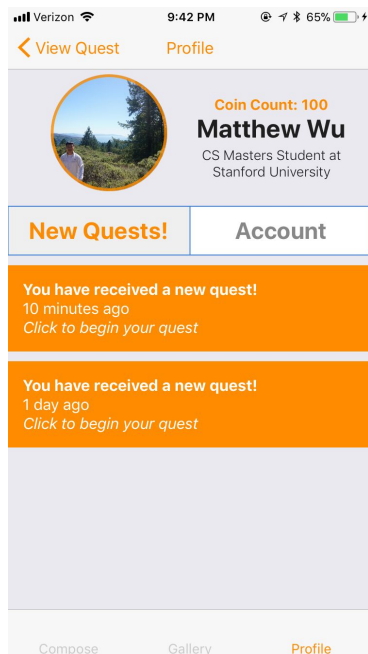 Verizon 9:42 PM 65%
View Quest Profile
Coin Count: 100
Matthew Wu
CS Masters Student at
Stanford University
New Quests! Account
You have received a new quest!
10 minutes ago
Click to begin your quest
You have received a new quest!
1 day ago
Click to begin your quest
Compose Gallery Profile